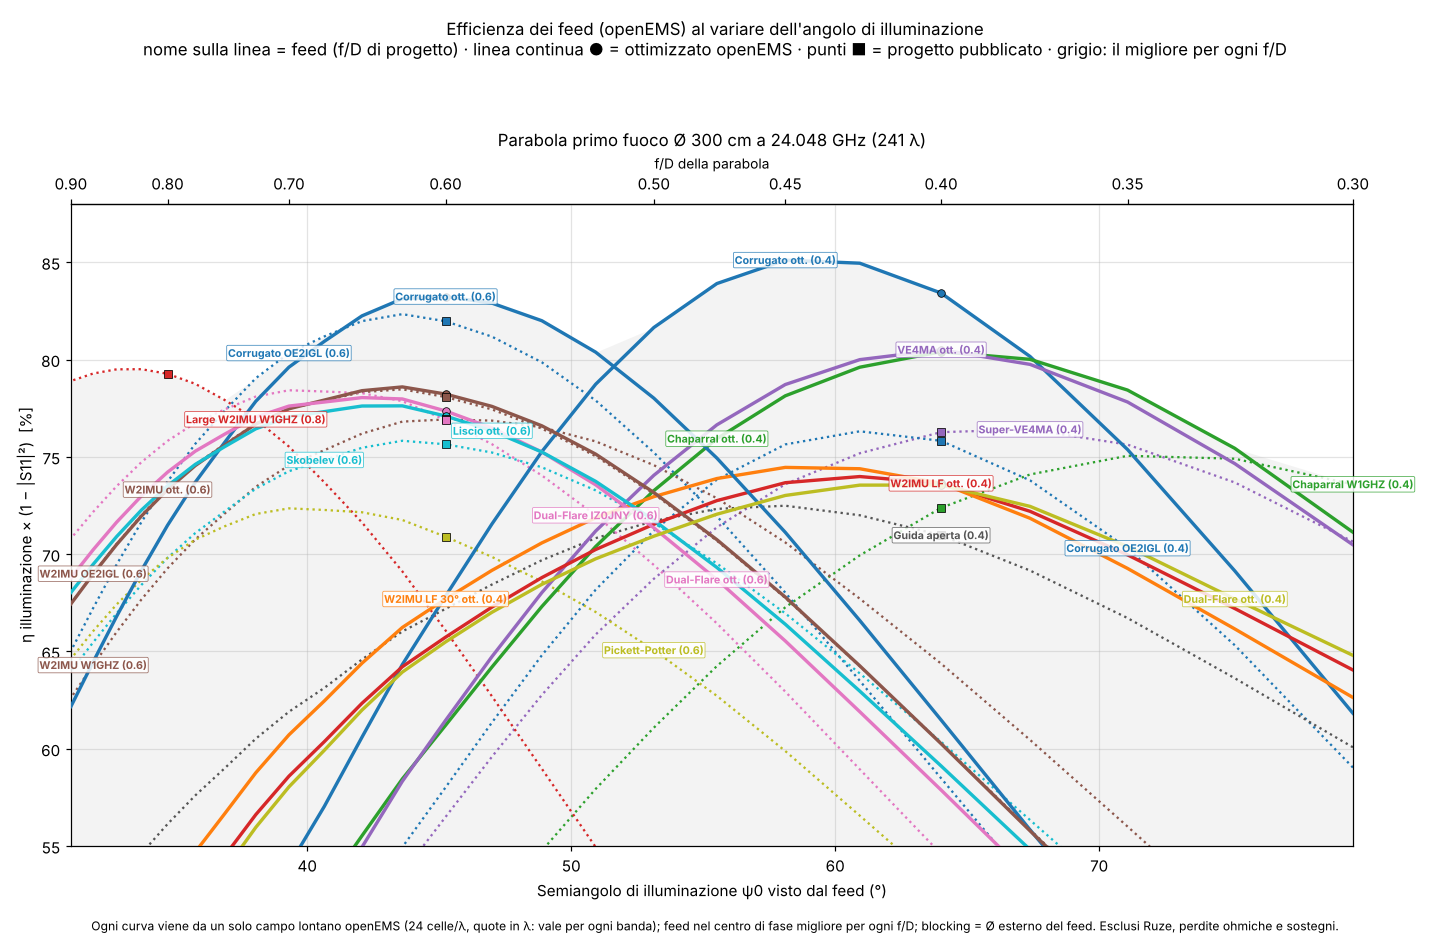 Efficienza dei feed (openEMS) al variare dell'angolo di illuminazione
nome sulla linea = feed (f/D di progetto) · linea continua ● = ottimizzato openEMS · punti ■ = progetto pubblicato · grigio: il migliore per ogni f/D
Parabola primo fuoco Ø 300 cm a 24.048 GHz (241 λ)
f/D della parabola
0.90 0.80 0.70 0.60 0.50 0.45 0.40 0.35 0.30
85
80
75
70
65
60
55
η illuminazione × (1 − |S11|²) [%]
Corrugato ott. (0.4)
Corrugato ott. (0.6)
VE4MA ott. (0.4)
Corrugato OE2IGL (0.6)
Large W2IMU W1GHZ (0.8)
Liscio ott. (0.6)
Super-VE4MA (0.4)
Chaparral ott. (0.4)
Skobelev (0.6)
W2IMU LF ott. (0.4)
Chaparral W1GHZ (0.4)
W2IMU ott. (0.6)
Dual-Flare IZ0JNY (0.6)
Guida aperta (0.4)
Corrugato OE2IGL (0.4)
W2IMU OE2IGL (0.6)
Dual-Flare ott. (0.6)
W2IMU LF 30° ott. (0.4)
Dual-Flare ott. (0.4)
Pickett-Potter (0.6)
W2IMU W1GHZ (0.6)
40 50 60 70
Semiangolo di illuminazione ψ0 visto dal feed (°)
Ogni curva viene da un solo campo lontano openEMS (24 celle/λ, quote in λ: vale per ogni banda); feed nel centro di fase migliore per ogni f/D; blocking = Ø esterno del feed. Esclusi Ruze, perdite ohmiche e sostegni.